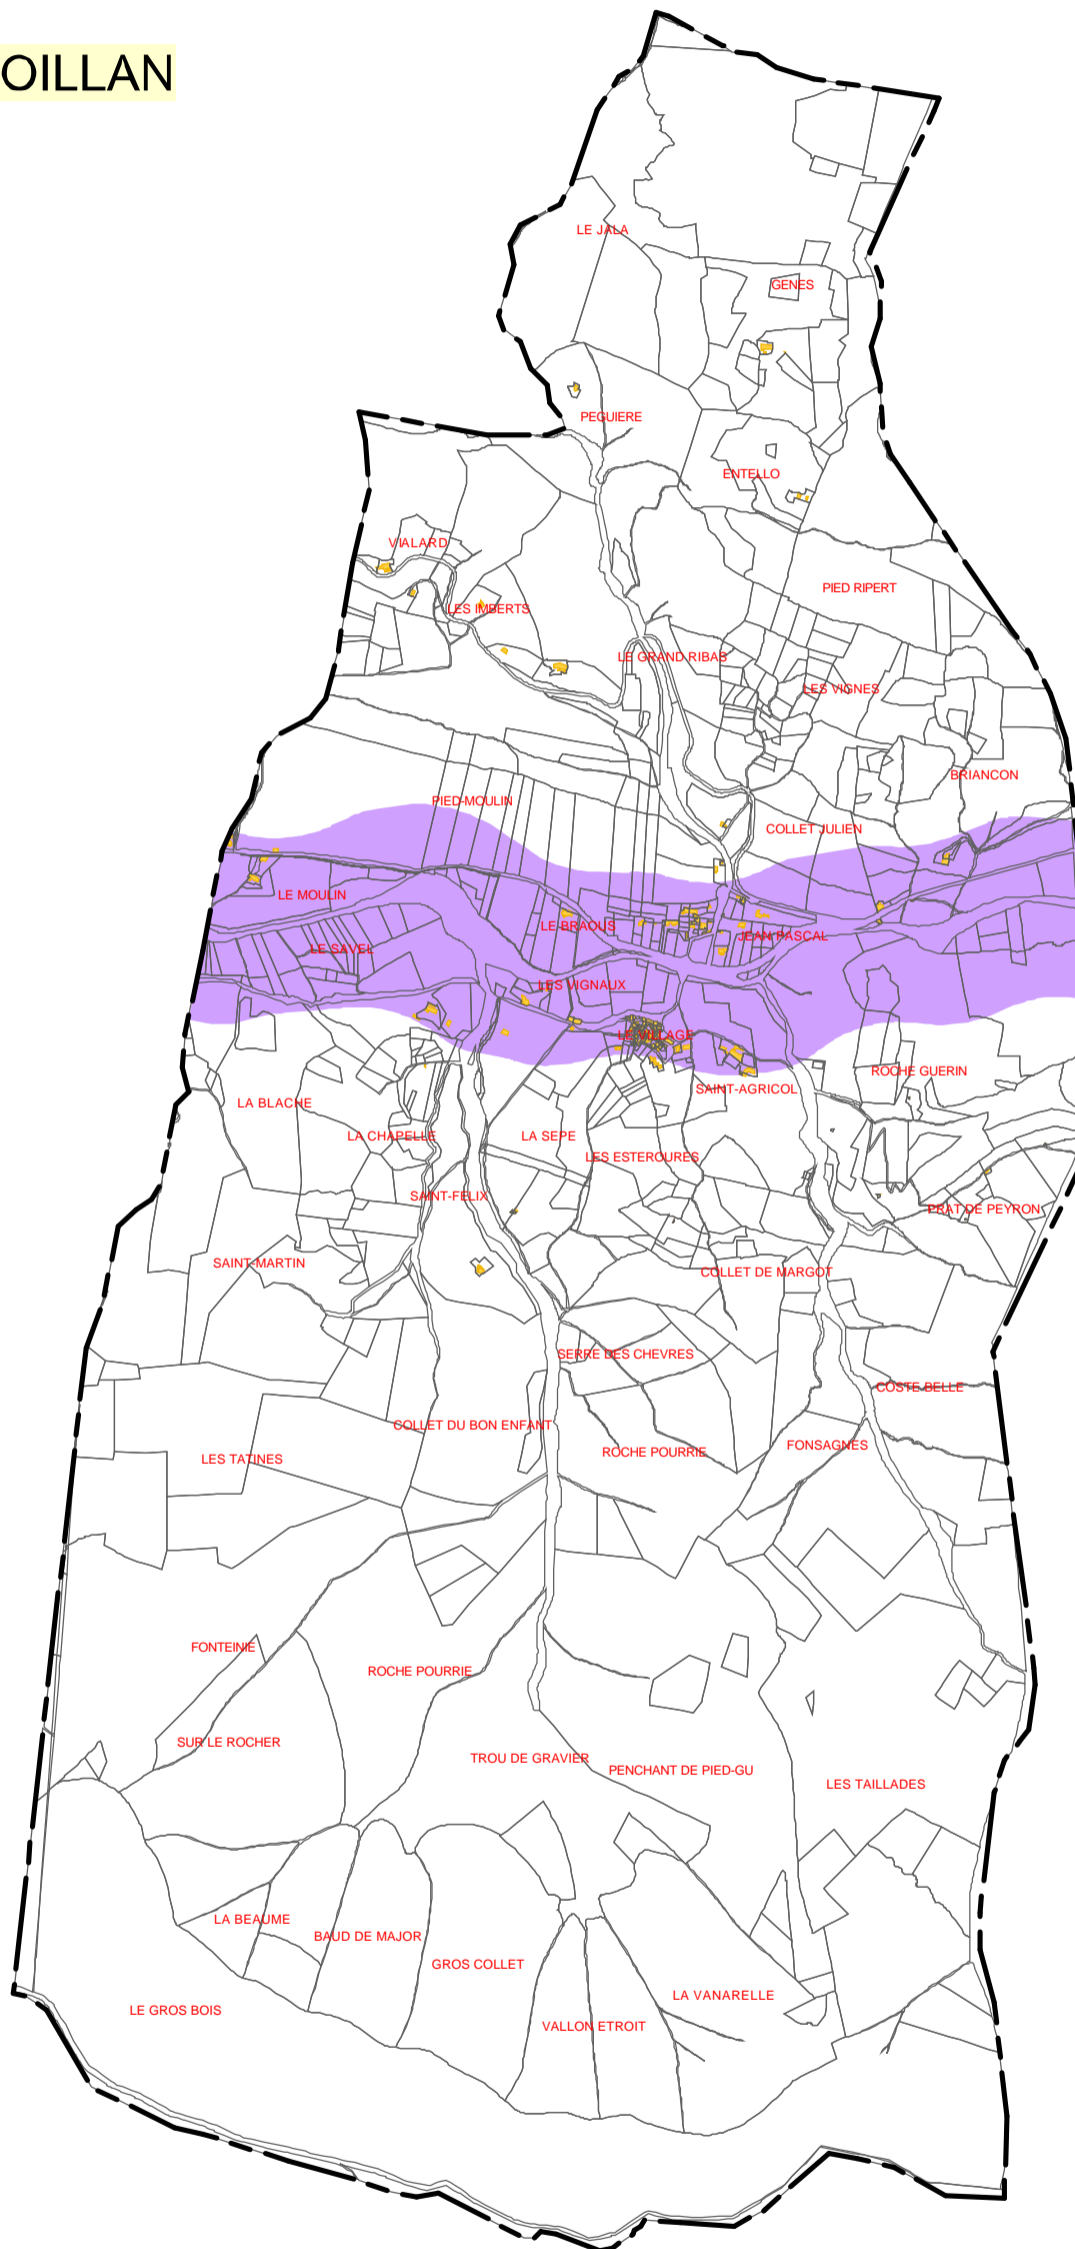 OILLAN
LE JALA
GENES
PEGUIERE
ENTELLO
VIALARD
PIED RIPERT
LES IMBERTS
LE GRAND RIBAS
LES VIGNES
BRIANCON
PIED-MOULIN
COLLET JULIEN
LE MOULIN
LE BRAOUS
JEAN PASCAL
LE SAVEL
LES VIGNAUX
LE VILLAGE
ROCHE GUERIN
SAINT-AGRICOL
LA BLACHE
LA CHAPELLE
LA SEPE
LES ESTEROURES
SAINT-FELIX
PRAT DE PEYRON
SAINT-MARTIN
COLLET DE MARGOT
SERRE DES CHEVRES
COSTE BELLE
COLLET DU BON ENFANT
FONSAGNES
ROCHE POURRIE
LES TATINES
FONTEINIE
ROCHE POURRIE
SUR LE ROCHER
TROU DE GRAVIER
PENCHANT DE PIED-GU
LES TAILLADES
LA BEAUME
BAUD DE MAJOR
GROS COLLET
LA VANARELLE
LE GROS BOIS
VALLON ETROIT